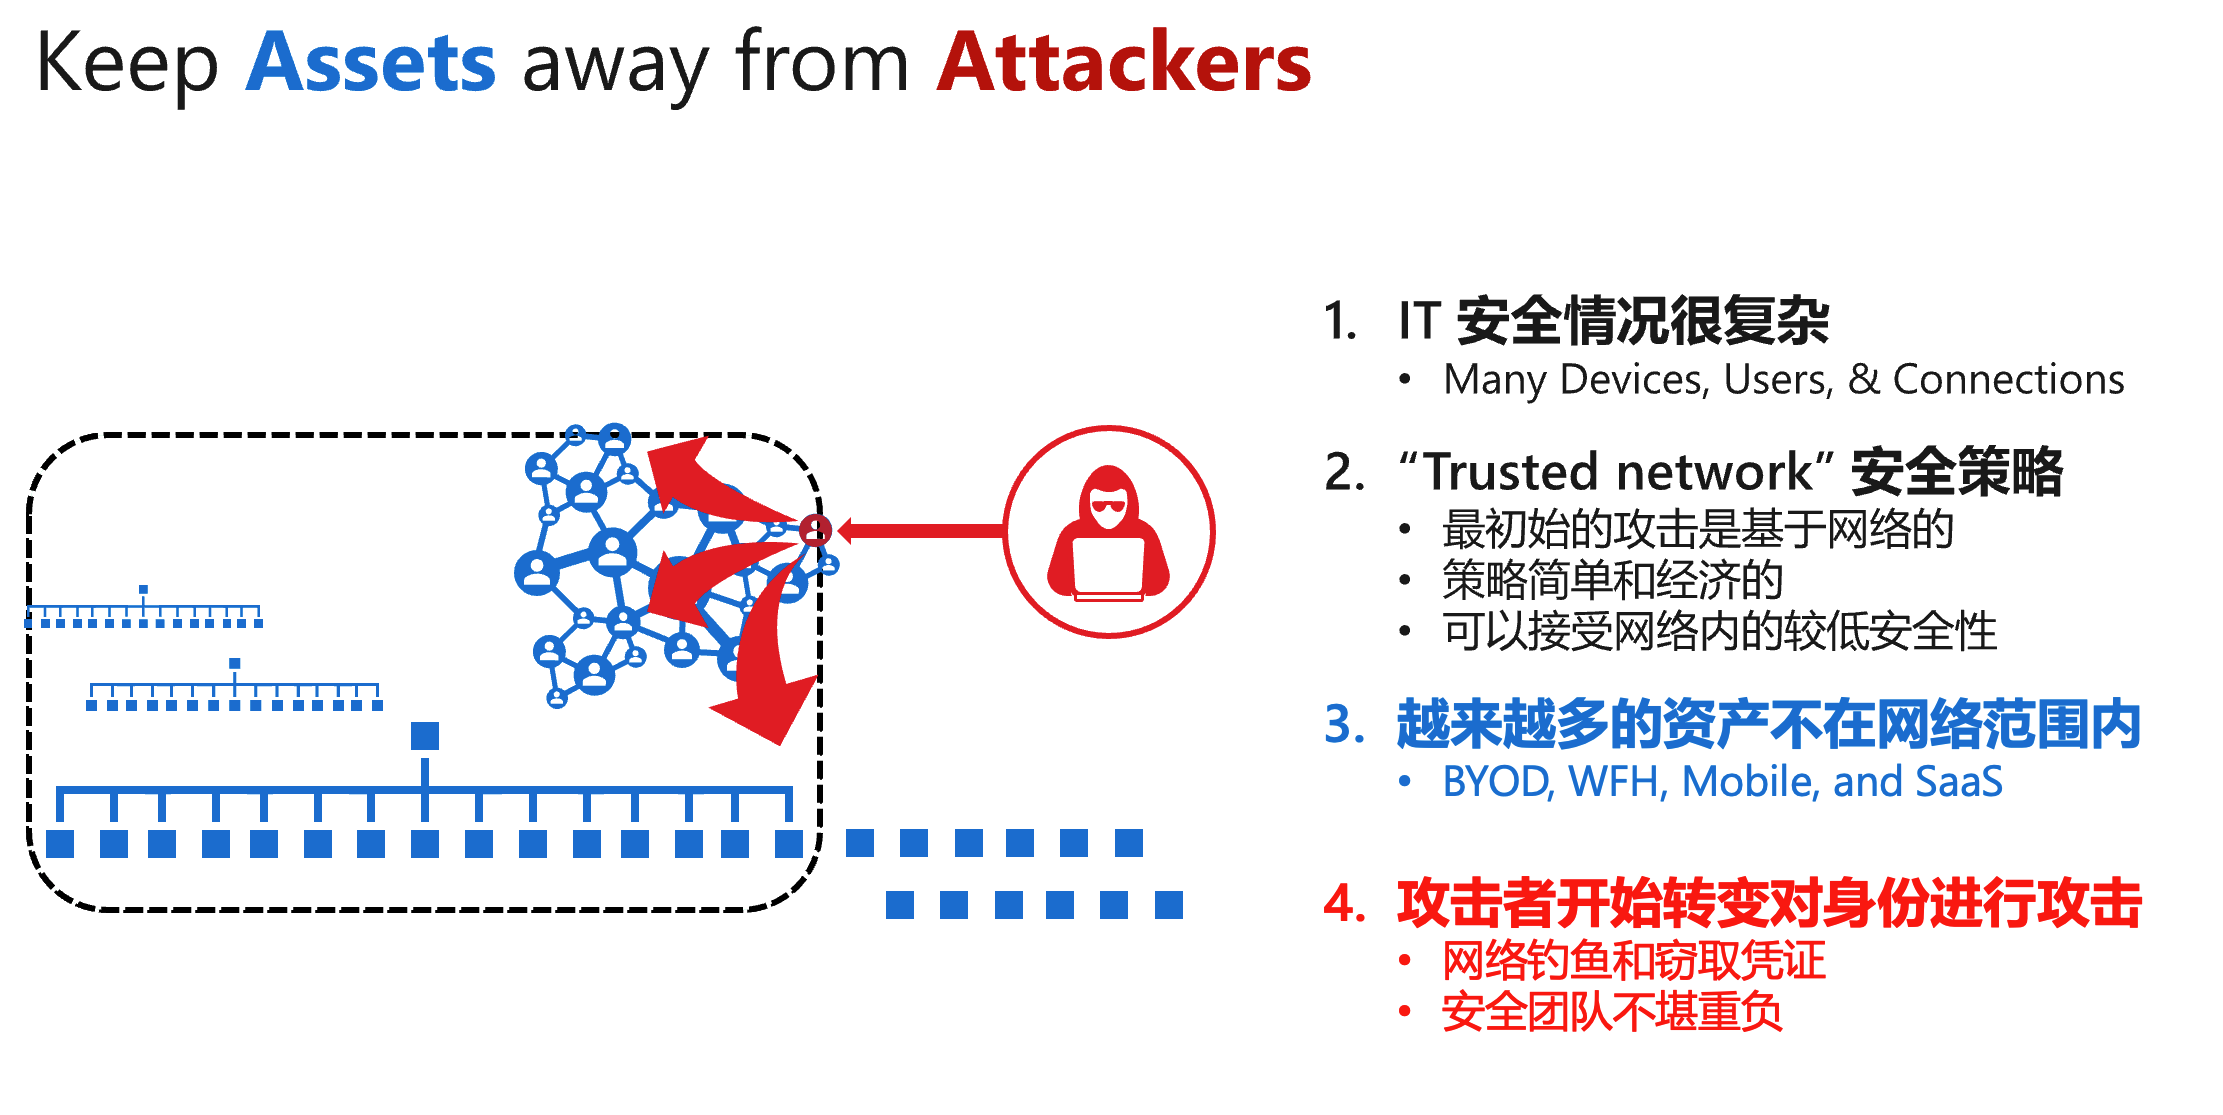 Keep Assets away from Attackers
1. IT 安全情况很复杂
• Many Devices, Users, & Connections
2. “Trusted network” 安全策略
• 最初始的攻击是基于网络的
• 策略简单和经济的
• 可以接受网络内的较低安全性
3. 越来越多的资产不在网络范围内
• BYOD, WFH, Mobile, and SaaS
4. 攻击者开始转变对身份进行攻击
• 网络钓鱼和窃取凭证
• 安全团队不堪重负